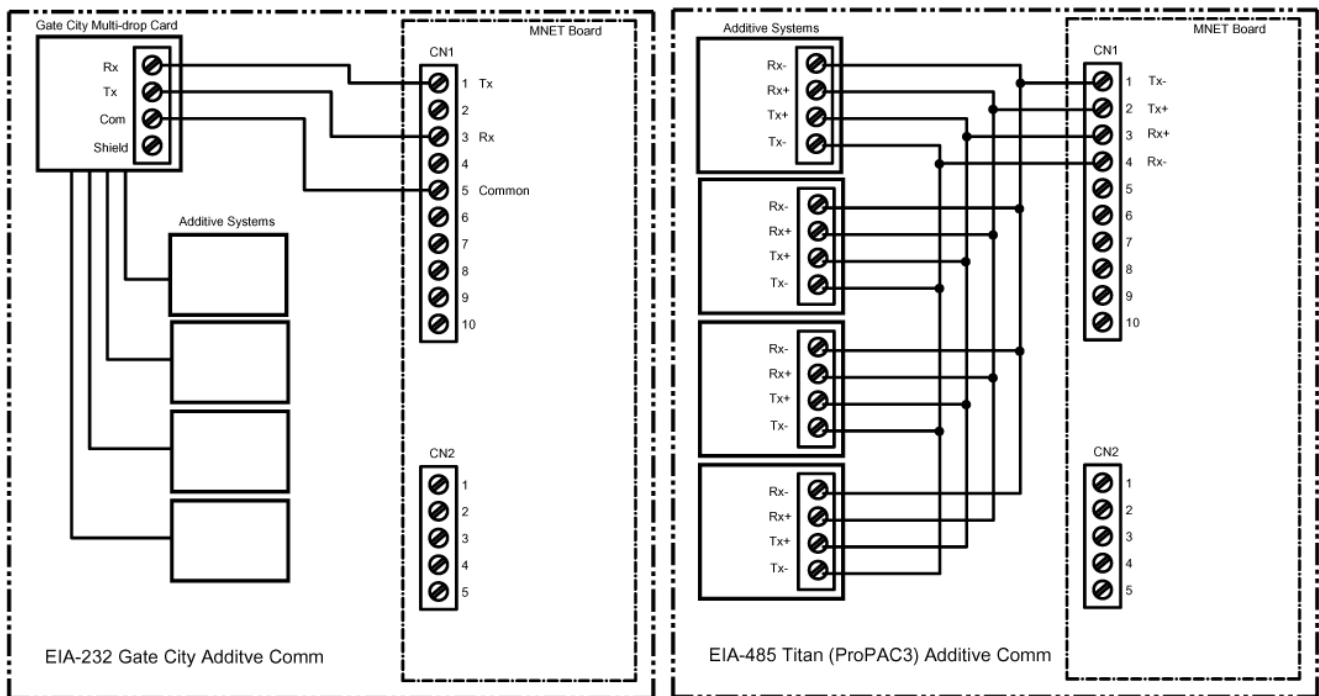 Gate City Multi-drop Card
MNET Board
CN1
Rx
Tx
Com
Shield
1 Tx
2
3 Rx
4
5 Common
6
7
8
9
10
Additive Systems
CN2
1
2
3
4
5
EIA-232 Gate City Additve Comm
Additive Systems
MNET Board
CN1
Rx-
Rx+
Tx+
Tx-
1 Tx-
2 Tx+
3 Rx+
4 Rx-
5
6
7
8
9
10
Rx-
Rx+
Tx+
Tx-
Rx-
Rx+
Tx+
Tx-
Rx-
Rx+
Tx+
Tx-
CN2
1
2
3
4
5
EIA-485 Titan (ProPAC3) Additive Comm